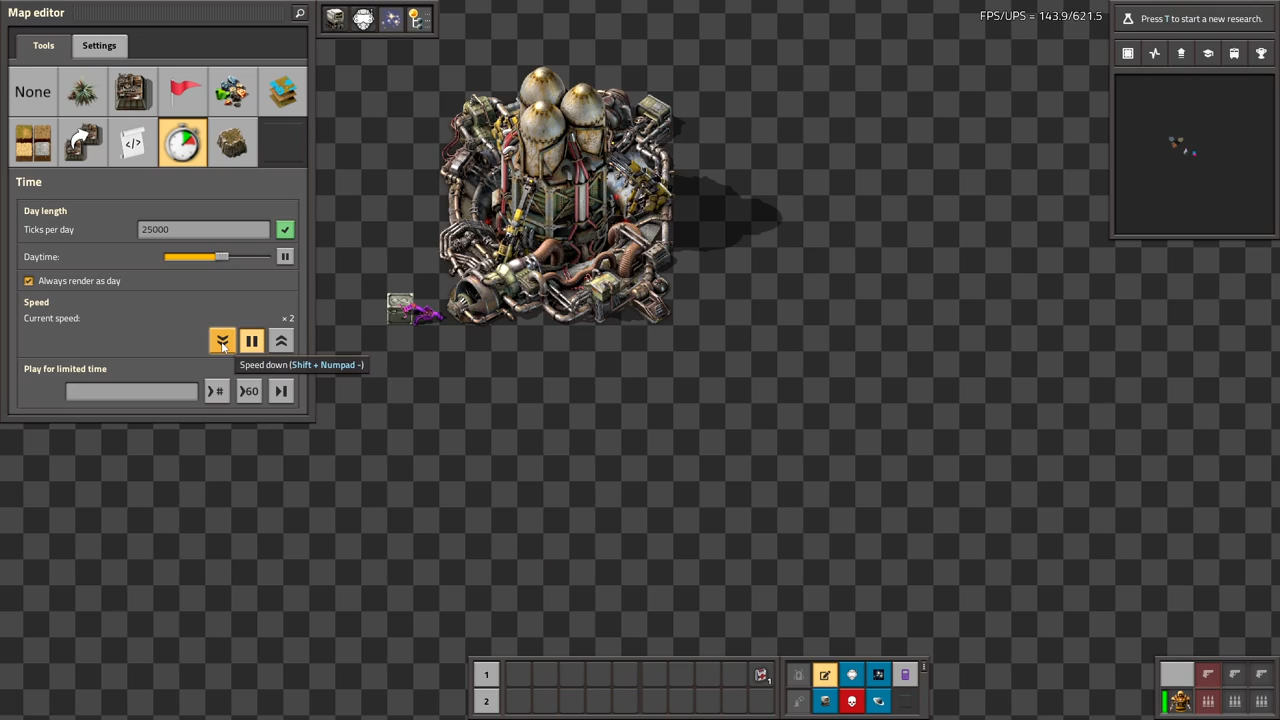 Map editor
Tools
Settings
None
</>
Time
Day length
Ticks per day
25000
Daytime:
Always render as day
Speed
Current speed:
× 2
Speed down (Shift + Numpad -)
Play for limited time
#
60
FPS/UPS = 143.9/621.5
Press T to start a new research.
1
1
2